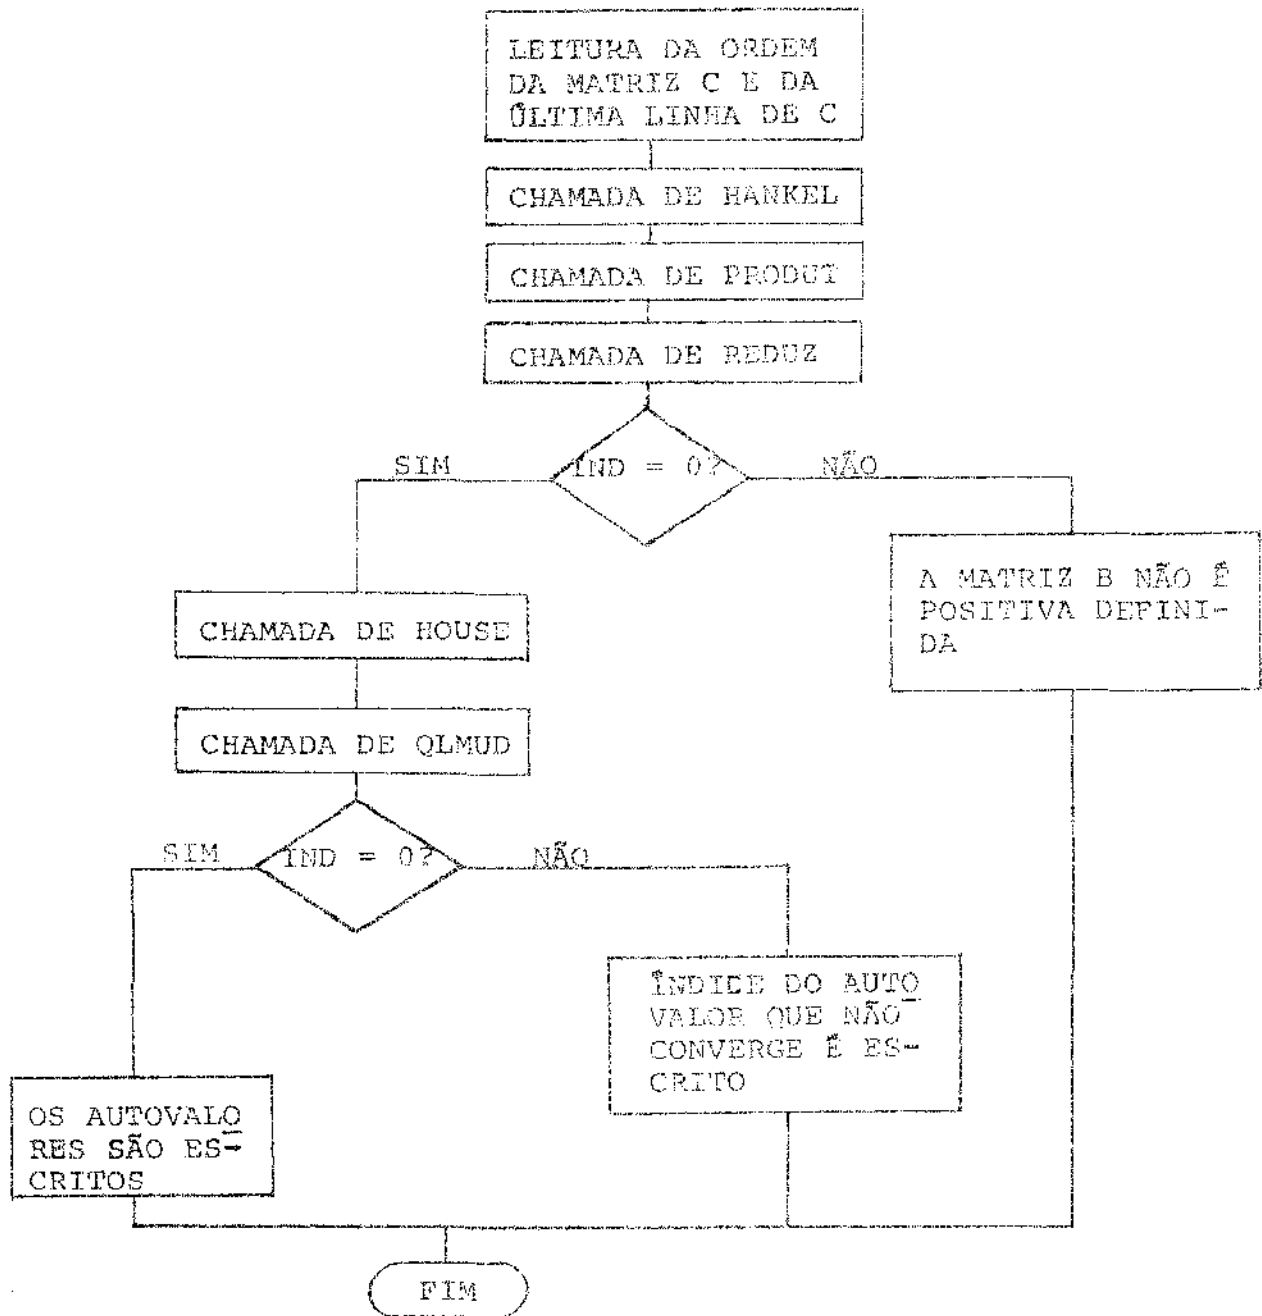 LEITURA DA ORDEM
DA MATRIZ C E DA
ÚLTIMA LINHA DE C
CHAMADA DE HANKEL
CHAMADA DE PRODUT
CHAMADA DE REDUZ
SIM
IND = 0?
NÃO
A MATRIZ B NÃO É
POSITIVA DEFINI-
DA
CHAMADA DE HOUSE
CHAMADA DE QLMUD
SIM
IND = 0?
NÃO
ÍNDICE DO AUTO
VALOR QUE NÃO
CONVERGE É ES-
CRITO
OS AUTOVALO
RES SÃO ES-
CRITOS
FIM